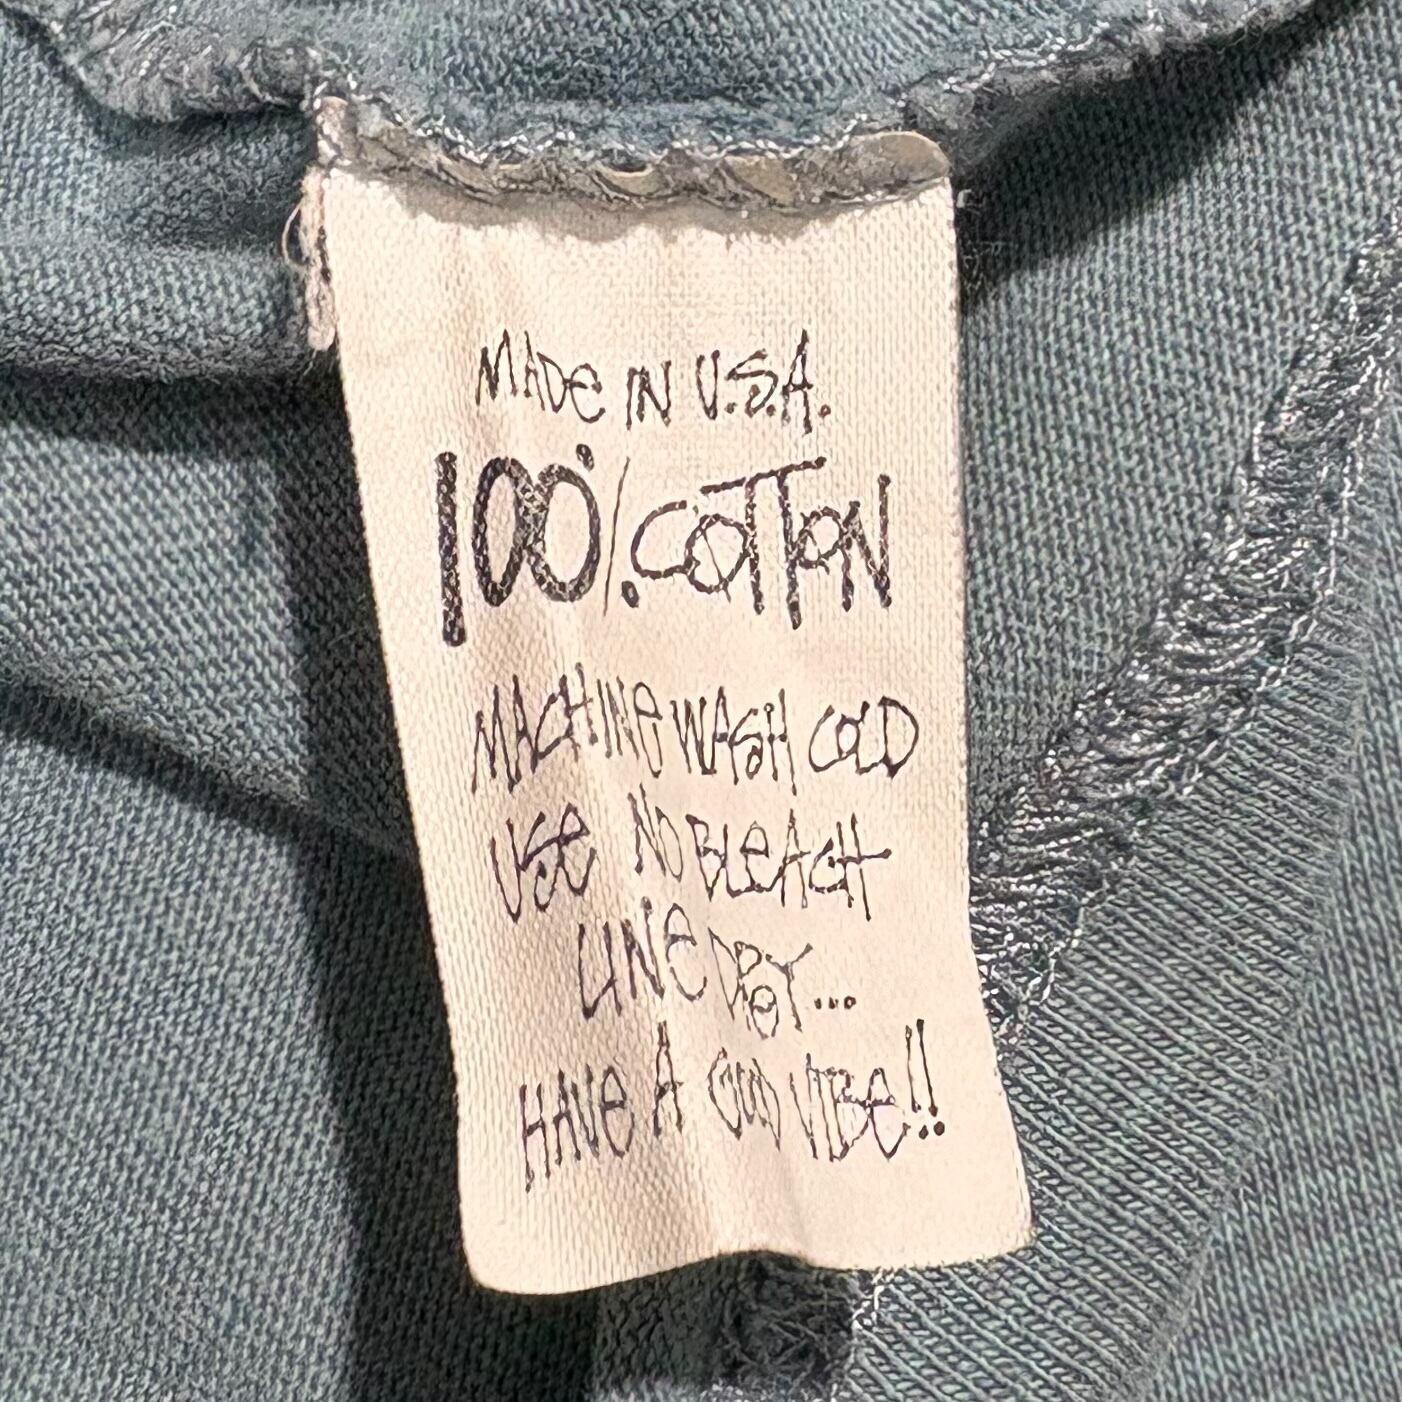 MADe IN U.S.A.
100% COTTON
MACHINe WASH COLD
USe NO BLeACH
LINe DRY...
HAVe A GOOD VIBe!!